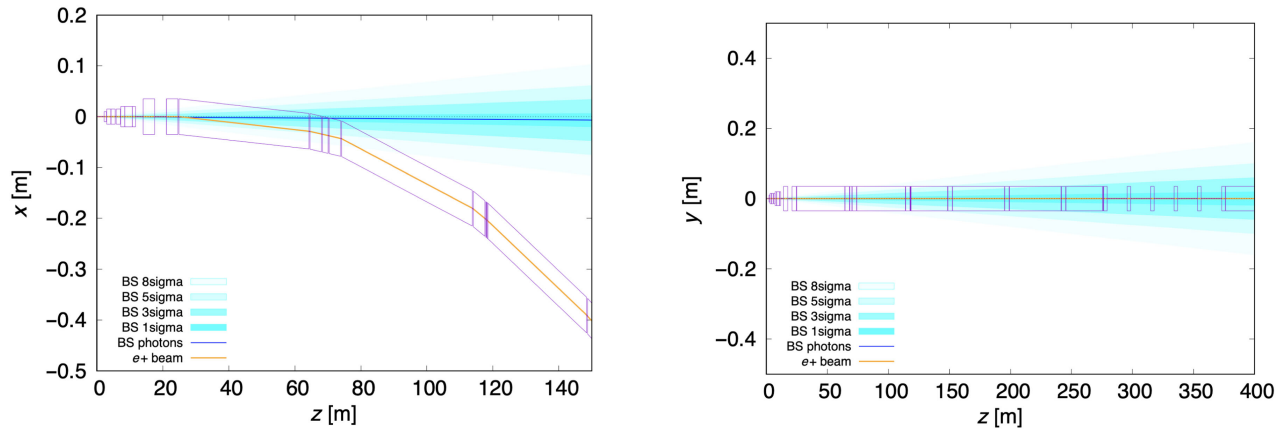 0.2
0.1
0
−0.1
−0.2
−0.3
−0.4
−0.5
x [m]
BS 8sigma
BS 5sigma
BS 3sigma
BS 1sigma
BS photons
e+ beam
0 20 40 60 80 100 120 140
z [m]
0.4
0.2
0
−0.2
−0.4
y [m]
BS 8sigma
BS 5sigma
BS 3sigma
BS 1sigma
BS photons
e+ beam
0 50 100 150 200 250 300 350 400
z [m]